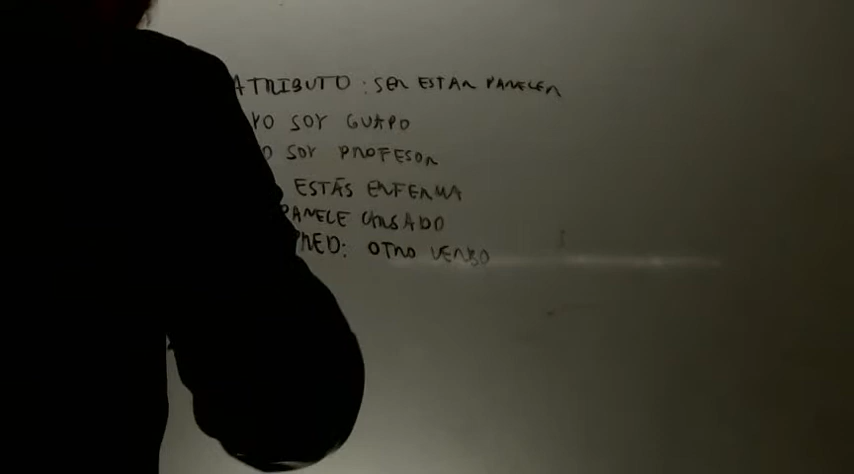 ATRIBUTO : SER ESTAR PARECER
YO SOY GUAPO
O SOY PROFESOR
ESTÁS ENFERMA
PARECE CANSADO
PRED: OTRO VERBO